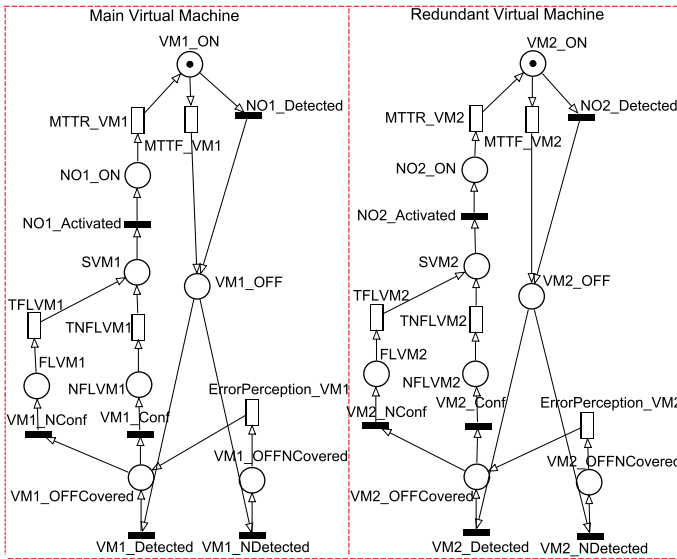 Main Virtual Machine
VM1_ON
NO1_Detected
MTTR_VM1
MTTF_VM1
NO1_ON
NO1_Activated
SVM1
VM1_OFF
TFLVM1
TNFLVM1
FLVM1
NFLVM1
ErrorPerception_VM1
VM1_NConf
VM1_Conf
VM1_OFFNCovered
VM1_OFFCovered
VM1_Detected
VM1_NDetected
Redundant Virtual Machine
VM2_ON
NO2_Detected
MTTR_VM2
MTTF_VM2
NO2_ON
NO2_Activated
SVM2
VM2_OFF
TFLVM2
TNFLVM2
FLVM2
NFLVM2
VM2_NConf
VM2_Conf
ErrorPerception_VM2
VM2_OFFNCovered
VM2_OFFCovered
VM2_Detected
VM2_NDetected